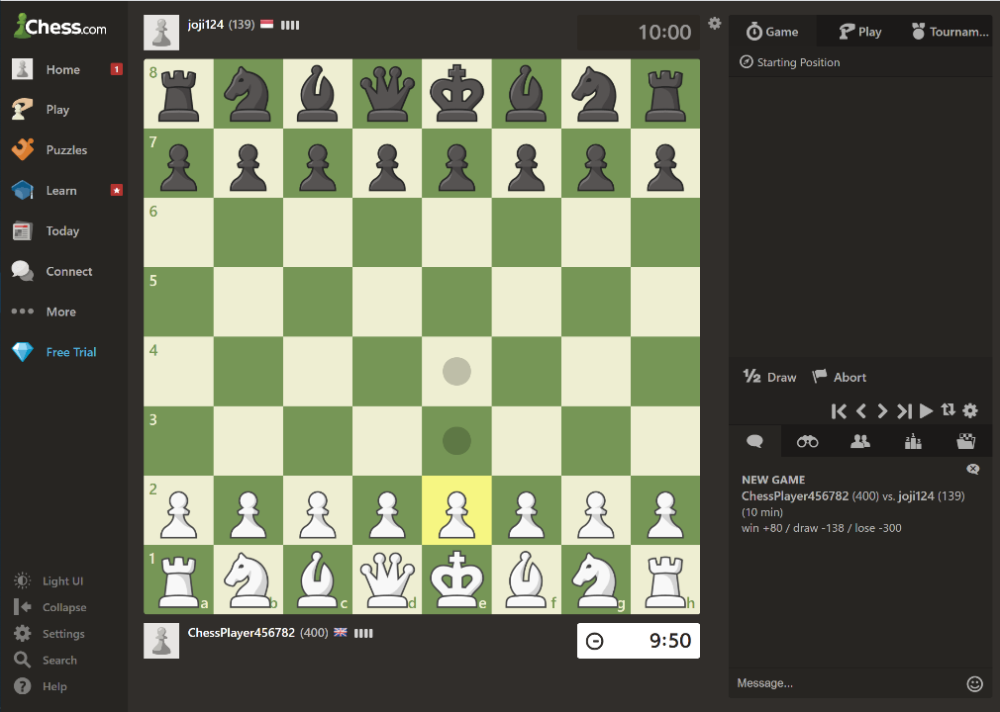 Chess.com
Home 1
Play
Puzzles
Learn
Today
Connect
More
Free Trial
Light UI
Collapse
Settings
Search
Help
joji124 (139)
10:00
8
7
6
5
4
3
2
1
a b c d e f g h
ChessPlayer456782 (400)
9:50
Game Play Tournam...
Starting Position
½ Draw Abort
NEW GAME
ChessPlayer456782 (400) vs. joji124 (139)
(10 min)
win +80 / draw -138 / lose -300
Message...